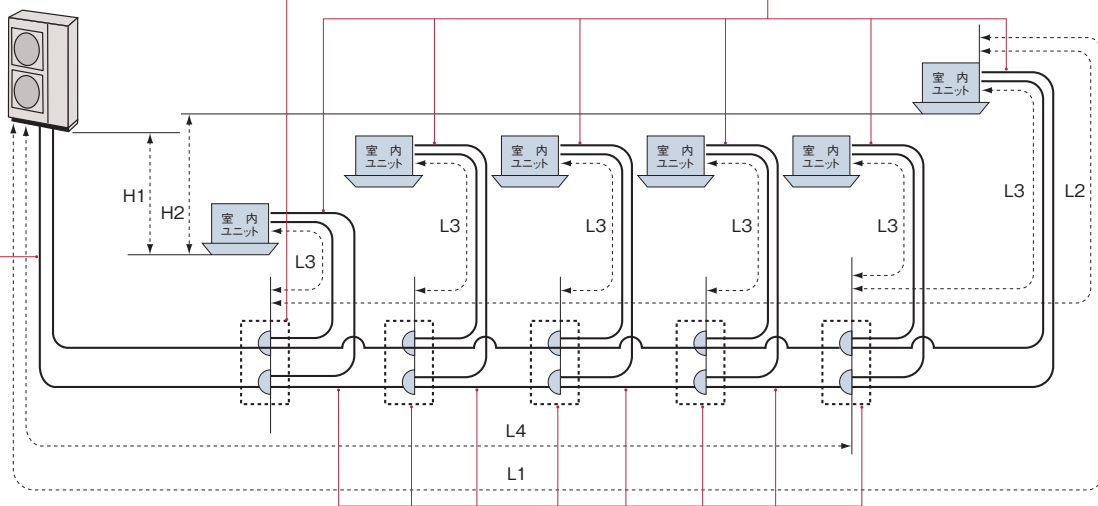 室 内
ユニット
室 内
ユニット
室 内
ユニット
室 内
ユニット
室 内
ユニット
室 内
ユニット
H1
H2
L3
L3
L3
L3
L3
L3
L2
L4
L1